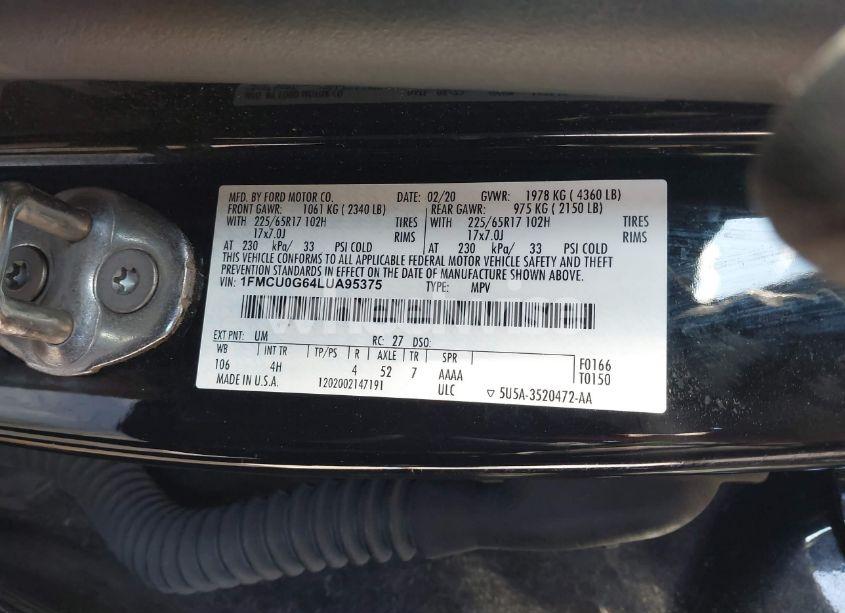 MFD. BY FORD MOTOR CO. DATE: 02/20 GVWR: 1978 KG ( 4360 LB)
FRONT GAWR: 1061 KG ( 2340 LB) REAR GAWR: 975 KG ( 2150 LB)
WITH 225/65R17 102H TIRES WITH 225/65R17 102H TIRES
17x7.0J RIMS 17x7.0J RIMS
AT 230 kPa/ 33 PSI COLD AT 230 kPa/ 33 PSI COLD
THIS VEHICLE CONFORMS TO ALL APPLICABLE FEDERAL MOTOR VEHICLE SAFETY AND THEFT
PREVENTION STANDARDS IN EFFECT ON THE DATE OF MANUFACTURE SHOWN ABOVE.
VIN: 1FMCU0G64LUA95375 TYPE: MPV
EXT PNT: UM RC: 27 DSO:
WB INT TR TP/PS R AXLE TR SPR
106 4H 4 52 7 AAAA F0166
ULC T0150
MADE IN U.S.A. 1202002147191 5U5A-3520472-AA